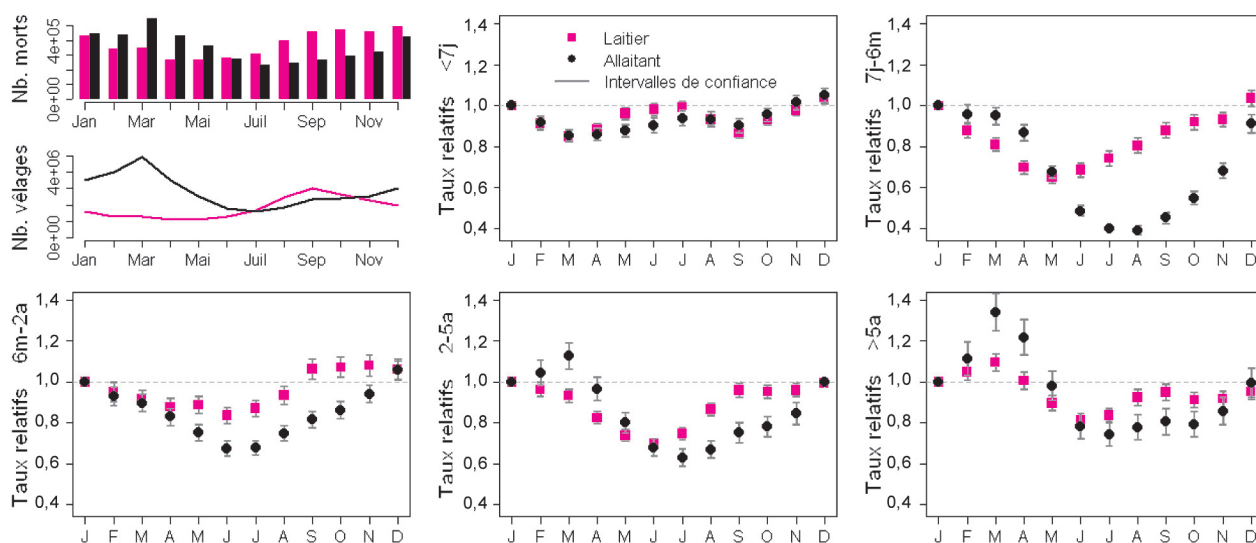 Nb. morts
4e+05
0e+00
Jan
Mar
Mai
Juil
Sep
Nov
Nb. vêlages
4e+06
0e+00
Jan
Mar
Mai
Juil
Sep
Nov
Taux relatifs <7j
1,4
1,2
1,0
0,8
0,6
0,4
Laitier
Allaitant
Intervalles de confiance
J F M A M J J A S O N D
Taux relatifs 7j-6m
1,4
1,2
1,0
0,8
0,6
0,4
J F M A M J J A S O N D
Taux relatifs 6m-2a
1,4
1,2
1,0
0,8
0,6
0,4
J F M A M J J A S O N D
Taux relatifs 2-5a
1,4
1,2
1,0
0,8
0,6
0,4
J F M A M J J A S O N D
Taux relatifs >5a
1,4
1,2
1,0
0,8
0,6
0,4
J F M A M J J A S O N D